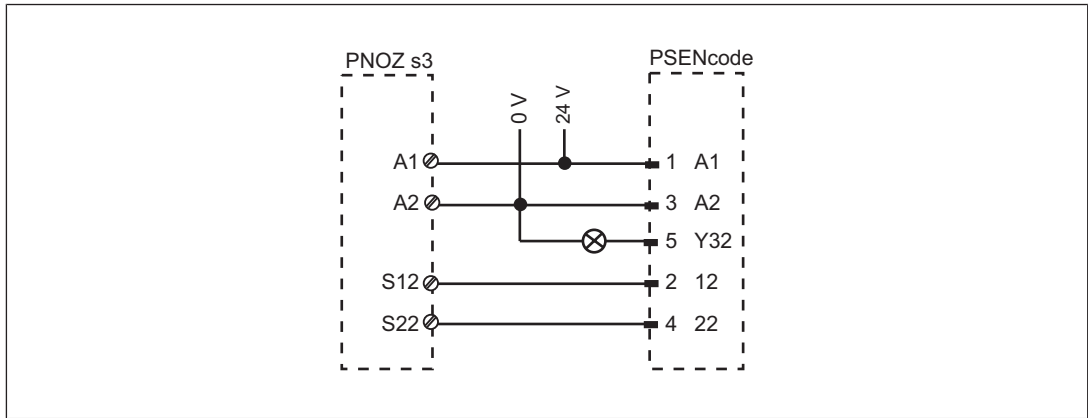 PNOZ s3 PSENcode
0 V 24 V
A1 1 A1
A2 3 A2
5 Y32
S12 2 12
S22 4 22